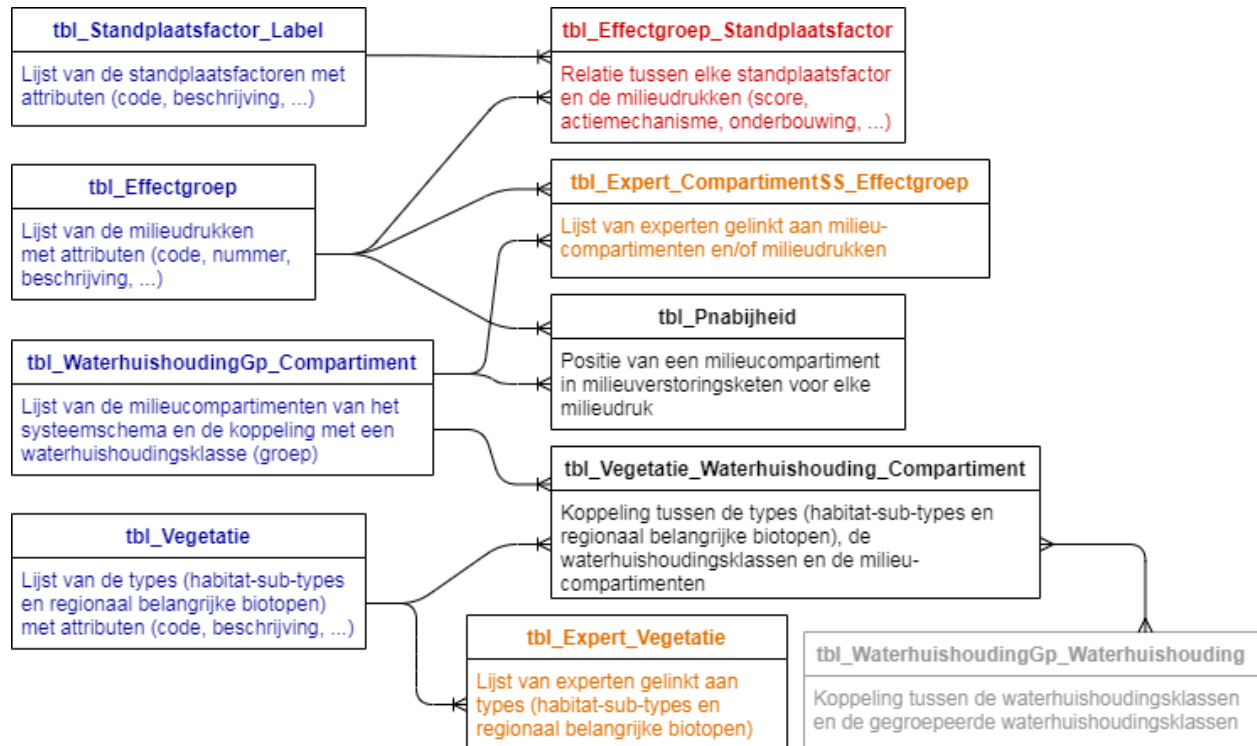 tbl_Standplaatsfactor_Label
Lijst van de standplaatsfactoren met
attributen (code, beschrijving, ...)
tbl_Effectgroep
Lijst van de milieudrukken
met attributen (code, nummer,
beschrijving, ...)
tbl_WaterhuishoudingGp_Compartiment
Lijst van de milieucompartimenten van het
systeemschema en de koppeling met een
waterhuishoudingsklasse (groep)
tbl_Vegetatie
Lijst van de types (habitat-sub-types
en regionaal belangrijke biotopen)
met attributen (code, beschrijving, ...)
tbl_Effectgroep_Standplaatsfactor
Relatie tussen elke standplaatsfactor
en de milieudrukken (score,
actiemechanisme, onderbouwing, ...)
tbl_Expert_CompartimentSS_Effectgroep
Lijst van experten gelinkt aan milieu-
compartimenten en/of milieudrukken
tbl_Pnabijheid
Positie van een milieucompartiment
in milieuverstoringsketen voor elke
milieudruk
tbl_Vegetatie_Waterhuishouding_Compartiment
Koppeling tussen de types (habitat-sub-types en
regionaal belangrijke biotopen), de
waterhuishoudingsklassen en de milieu-
compartimenten
tbl_Expert_Vegetatie
Lijst van experten gelinkt aan
types (habitat-sub-types en
regionaal belangrijke biotopen)
tbl_WaterhuishoudingGp_Waterhuishouding
Koppeling tussen de waterhuishoudingsklassen
en de gegroepeerde waterhuishoudingsklassen